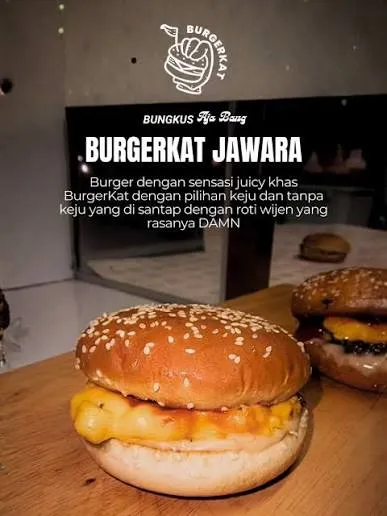 BURGERKAT
BUNGKUS Aja Bang
BURGERKAT JAWARA
Burger dengan sensasi juicy khas
BurgerKat dengan pilihan keju dan tanpa
keju yang di santap dengan roti wijen yang
rasanya DAMN